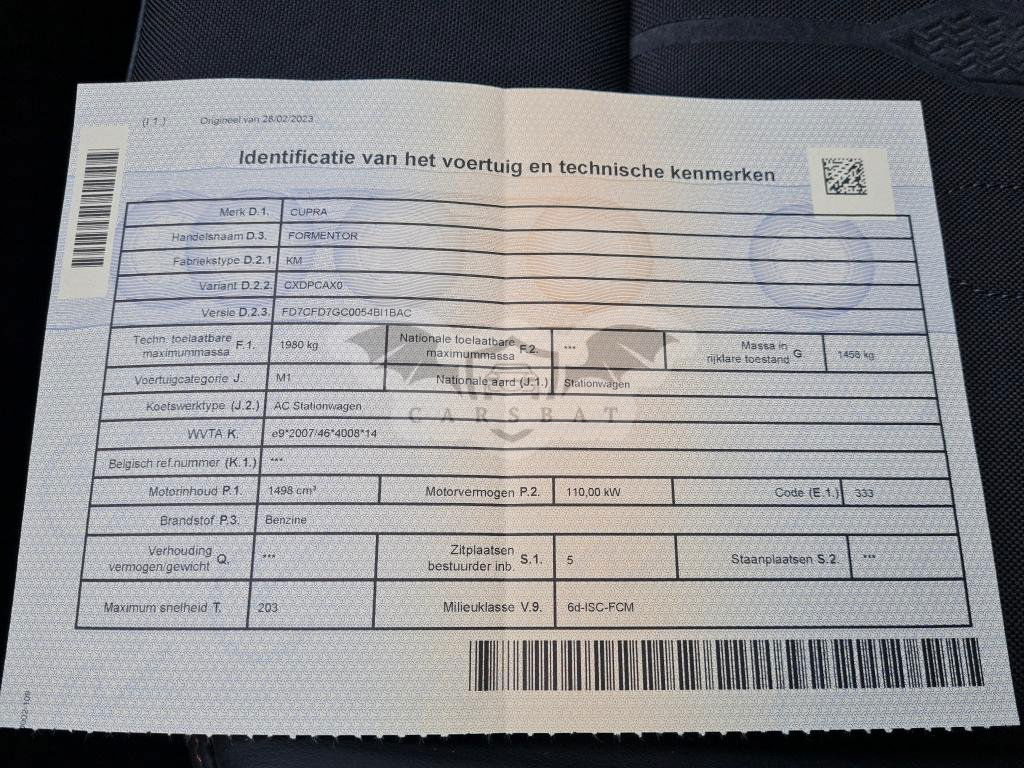 (I.1.) Origineel van 28/02/2023
Identificatie van het voertuig en technische kenmerken
Merk D.1. CUPRA
Handelsnaam D.3. FORMENTOR
Fabriekstype D.2.1. KM
Variant D.2.2. CXDPCAX0
Versie D.2.3. FD7CFD7GC0054BI1BAC
Techn. toelaatbare maximummassa F.1. 1980 kg Nationale toelaatbare maximummassa F.2. *** Massa in rijklare toestand G 1458 kg
Voertuigcategorie J. M1 Nationale aard (J.1.) Stationwagen
Koetswerktype (J.2.) AC Stationwagen
CARSBAT
WVTA K. e9*2007/46*4008*14
Belgisch ref.nummer (K.1.) ***
Motorinhoud P.1. 1498 cm³ Motorvermogen P.2. 110,00 kW Code (E.1.) 333
Brandstof P.3. Benzine
Verhouding vermogen/gewicht Q. *** Zitplaatsen bestuurder inb. S.1. 5 Staanplaatsen S.2. ***
Maximum snelheid T. 203 Milieuklasse V.9. 6d-ISC-FCM